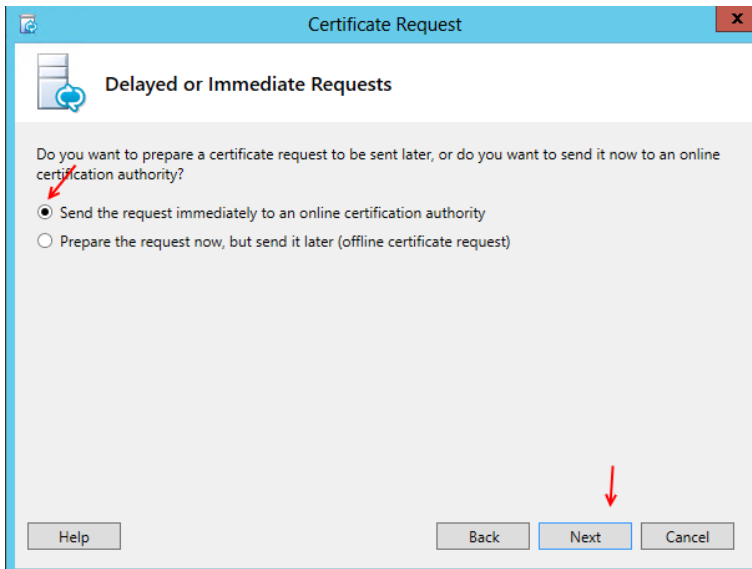 Certificate Request
x
Delayed or Immediate Requests
Do you want to prepare a certificate request to be sent later, or do you want to send it now to an online
certification authority?
Send the request immediately to an online certification authority
Prepare the request now, but send it later (offline certificate request)
Help
Back
Next
Cancel